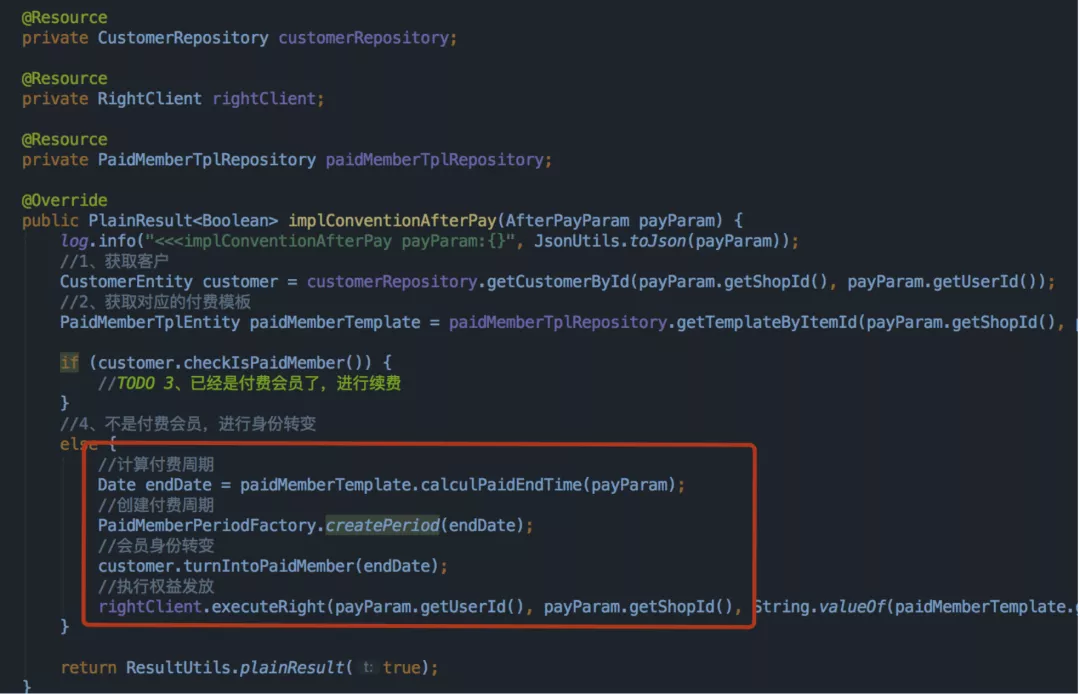 @Resource
private CustomerRepository customerRepository;
@Resource
private RightClient rightClient;
@Resource
private PaidMemberTplRepository paidMemberTplRepository;
@Override
public PlainResult<Boolean> implConventionAfterPay(AfterPayParam payParam) {
log.info("<<<implConventionAfterPay payParam:{}", JsonUtils.toJson(payParam));
//1、获取客户
CustomerEntity customer = customerRepository.getCustomerById(payParam.getShopId(), payParam.getUserId());
//2、获取对应的付费模板
PaidMemberTplEntity paidMemberTemplate = paidMemberTplRepository.getTemplateByItemId(payParam.getShopId(),
if (customer.checkIsPaidMember()) {
//TODO 3、已经是付费会员了, 进行续费
}
//4、不是付费会员, 进行身份转变
else {
//计算付费周期
Date endDate = paidMemberTemplate.calculPaidEndTime(payParam);
//创建付费周期
PaidMemberPeriodFactory.createPeriod(endDate);
//会员身份转变
customer.turnIntoPaidMember(endDate);
//执行权益发放
rightClient.executeRight(payParam.getUserId(), payParam.getShopId(), String.valueOf(paidMemberTemplate.
}
return ResultUtils.plainResult( t: true);
}